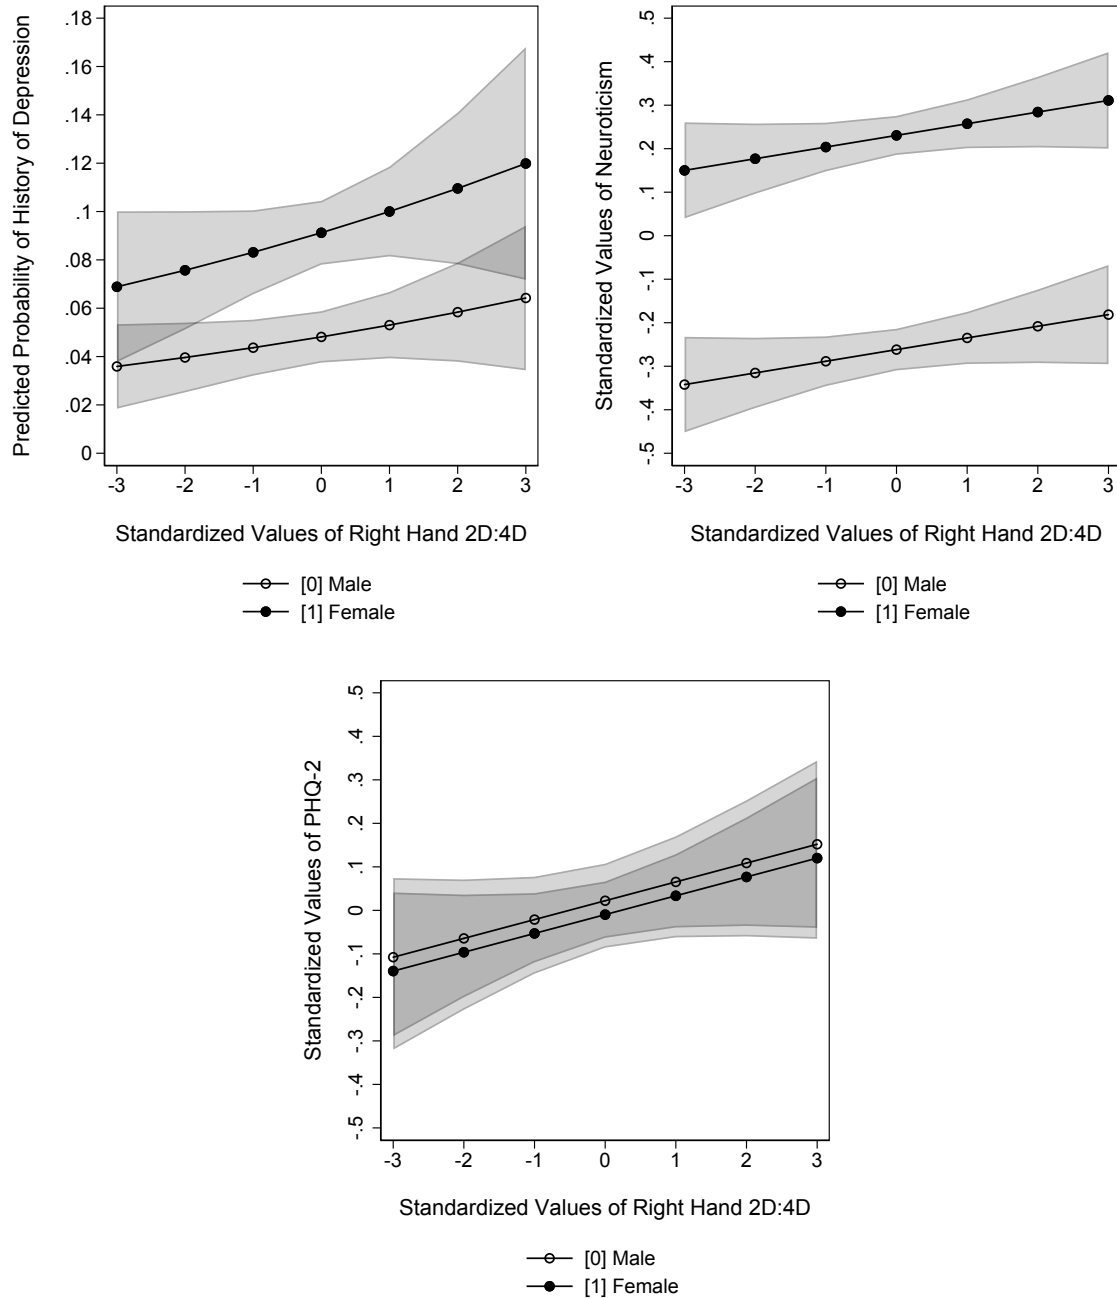 Predicted Probability of History of Depression
.18
.16
.14
.12
.1
.08
.06
.04
.02
0
-3 -2 -1 0 1 2 3
Standardized Values of Right Hand 2D:4D
[0] Male
[1] Female
Standardized Values of Neuroticism
.5
.4
.3
.2
.1
0
-.1
-.2
-.3
-.4
-.5
-3 -2 -1 0 1 2 3
Standardized Values of Right Hand 2D:4D
[0] Male
[1] Female
Standardized Values of PHQ-2
.5
.4
.3
.2
.1
0
-.1
-.2
-.3
-.4
-.5
-3 -2 -1 0 1 2 3
Standardized Values of Right Hand 2D:4D
[0] Male
[1] Female